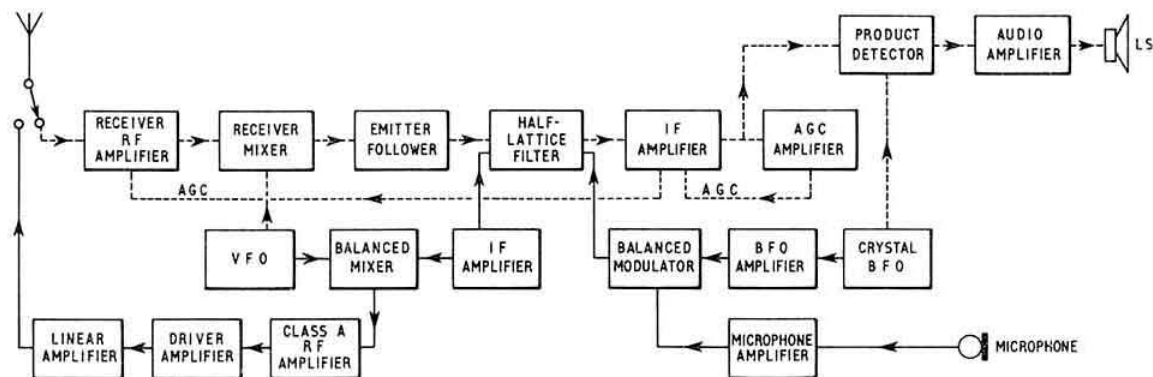 PRODUCT
DETECTOR
AUDIO
AMPLIFIER
LS
RECEIVER
RF
AMPLIFIER
RECEIVER
MIXER
EMITTER
FOLLOWER
HALF-
LATTICE
FILTER
IF
AMPLIFIER
AGC
AMPLIFIER
AGC
AGC
VFO
BALANCED
MIXER
IF
AMPLIFIER
BALANCED
MODULATOR
BFO
AMPLIFIER
CRYSTAL
BFO
LINEAR
AMPLIFIER
DRIVER
AMPLIFIER
CLASS A
RF
AMPLIFIER
MICROPHONE
AMPLIFIER
MICROPHONE